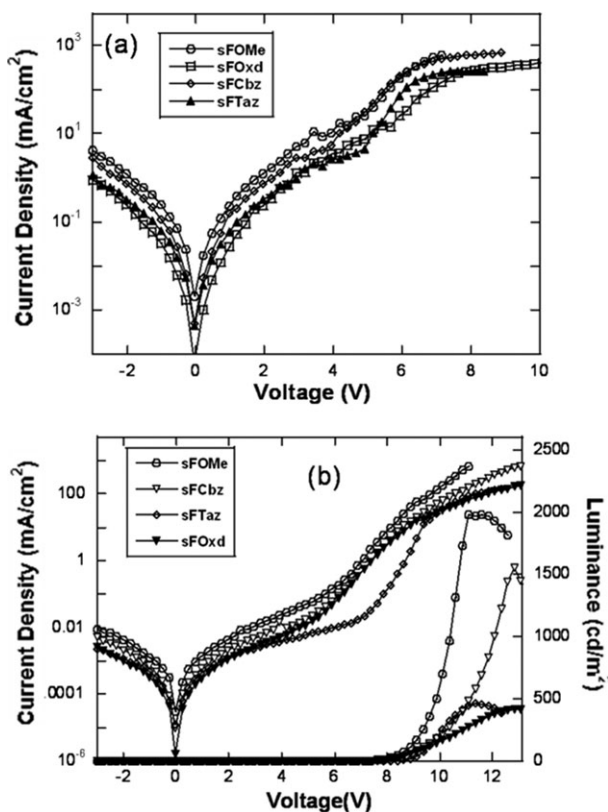 (a)
sFOMe
sFOxd
sFCbz
sFTaz
Current Density (mA/cm²)
10³
10¹
10⁻¹
10⁻³
-2 0 2 4 6 8 10
Voltage (V)
(b)
sFOMe
sFCbz
sFTaz
sFOxd
Current Density (mA/cm²)
100
1
0.01
.0001
10⁻⁶
2500
2000
1500
1000
500
0
Luminance (cd/m²)
-2 0 2 4 6 8 10 12
Voltage(V)